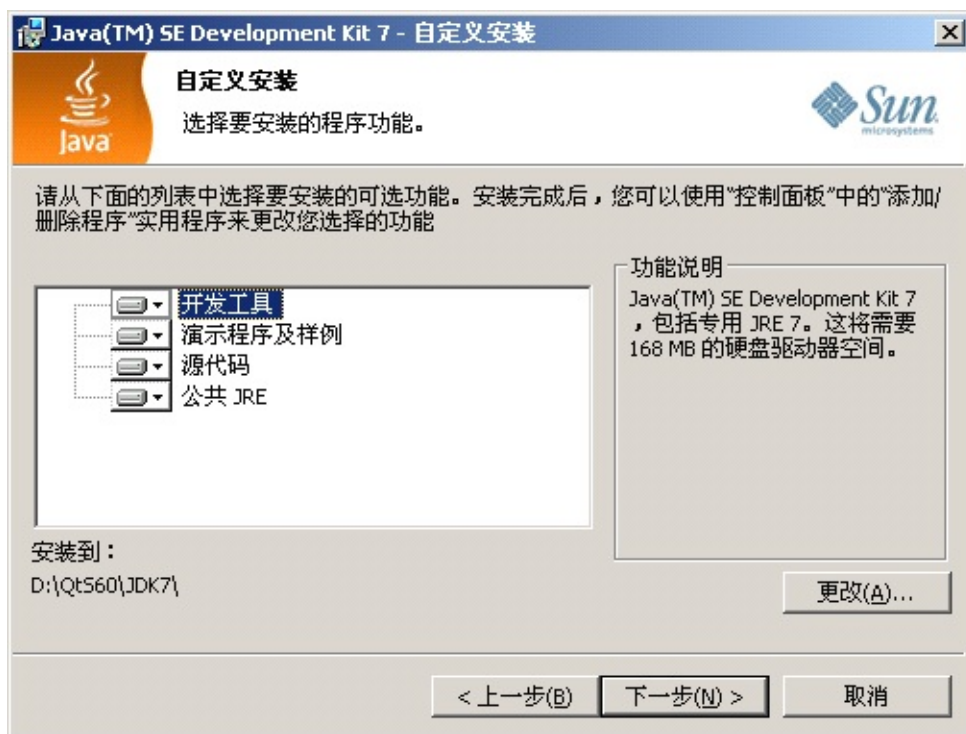 Java(TM) SE Development Kit 7 - 自定义安装
自定义安装
选择要安装的程序功能。
Java
Sun
microsystems
请从下面的列表中选择要安装的可选功能。安装完成后，您可以使用“控制面板”中的“添加/
删除程序”实用程序来更改您选择的功能
开发工具
演示程序及样例
源代码
公共 JRE
功能说明
Java(TM) SE Development Kit 7
，包括专用 JRE 7。这将需要
168 MB 的硬盘驱动器空间。
安装到：
D:\QtS60\JDK7\
更改(A)...
< 上一步(B)
下一步(N) >
取消